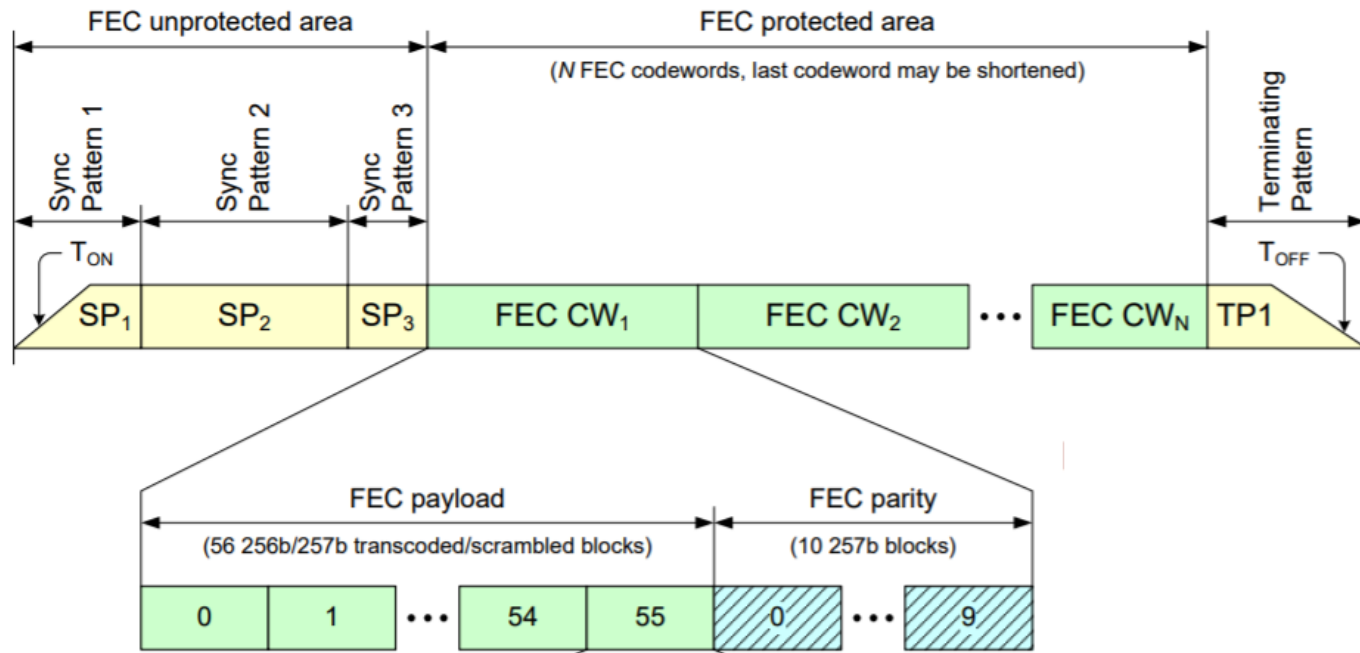 FEC unprotected area
FEC protected area
(N FEC codewords, last codeword may be shortened)
Sync
Pattern 1
Sync
Pattern 2
Sync
Pattern 3
Terminating
Pattern
TON
TOFF
SP1
SP2
SP3
FEC CW1
FEC CW2
•••
FEC CWN
TP1
FEC payload
FEC parity
(56 256b/257b transcoded/scrambled blocks)
(10 257b blocks)
0
1
•••
54
55
0
•••
9